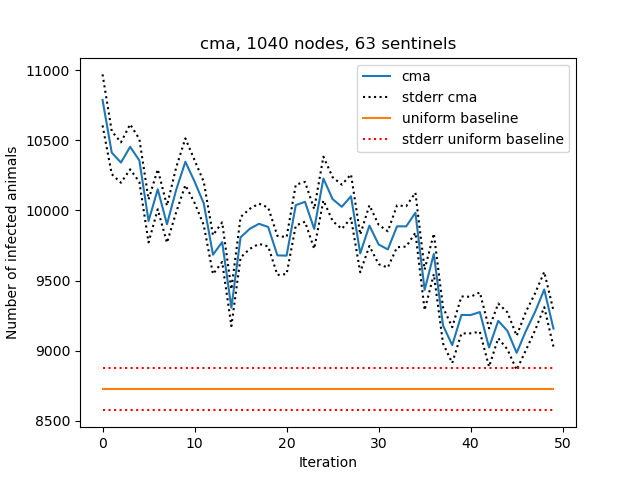 cma, 1040 nodes, 63 sentinels
11000
10500
10000
9500
9000
8500
Number of infected animals
cma
stderr cma
uniform baseline
stderr uniform baseline
0
10
20
30
40
50
Iteration